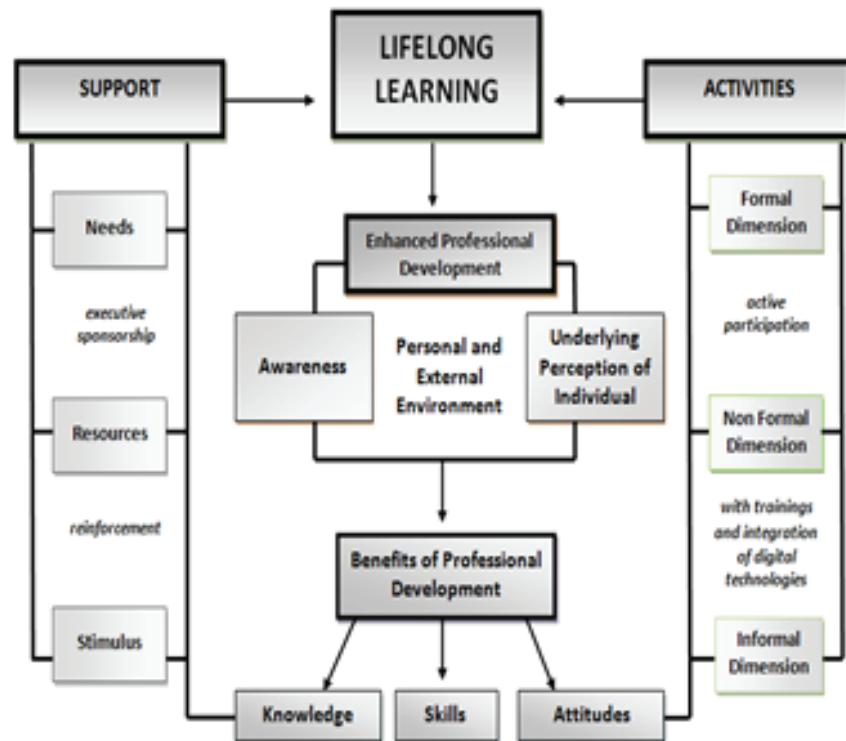 LIFELONG
LEARNING
SUPPORT
ACTIVITIES
Needs
executive
sponsorship
Resources
reinforcement
Stimulus
Enhanced Professional
Development
Awareness
Personal and
External
Environment
Underlying
Perception of
Individual
Benefits of Professional
Development
Knowledge
Skills
Attitudes
Formal
Dimension
active
participation
Non Formal
Dimension
with trainings
and integration
of digital
technologies
Informal
Dimension